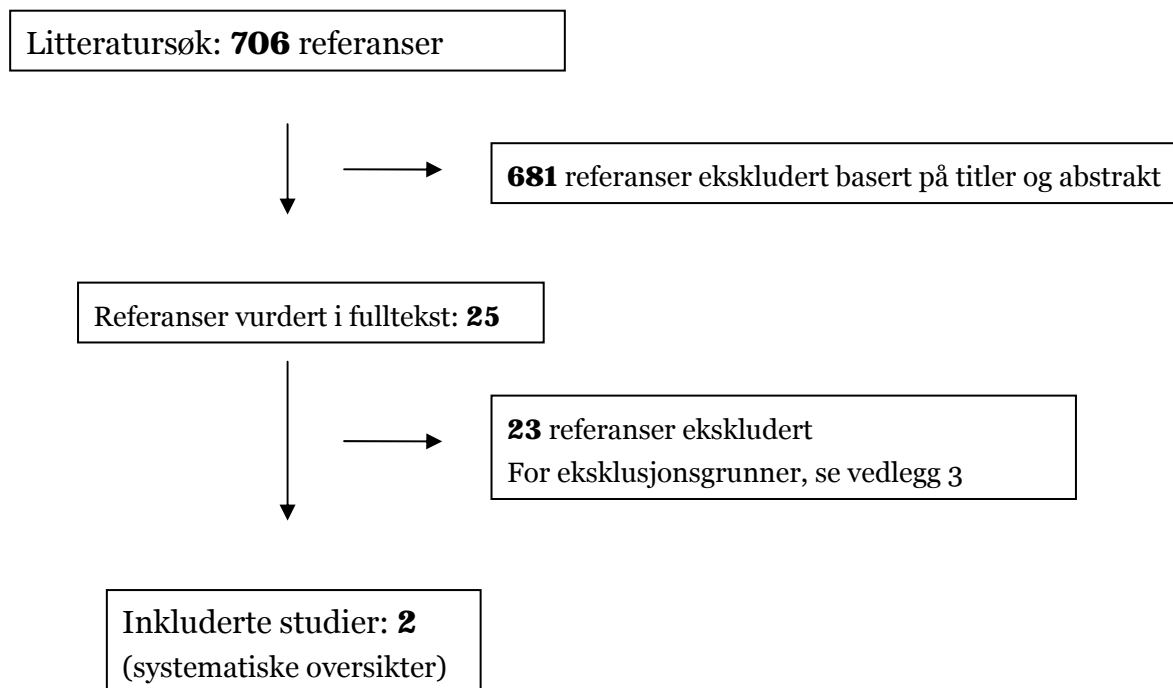 Litteratursøk: 706 referanser
681 referanser ekskludert basert på titler og abstrakt
Referanser vurdert i fulltekst: 25
23 referanser ekskludert
For eksklusjonsgrunner, se vedlegg 3
Inkluderte studier: 2
(systematiske oversikter)